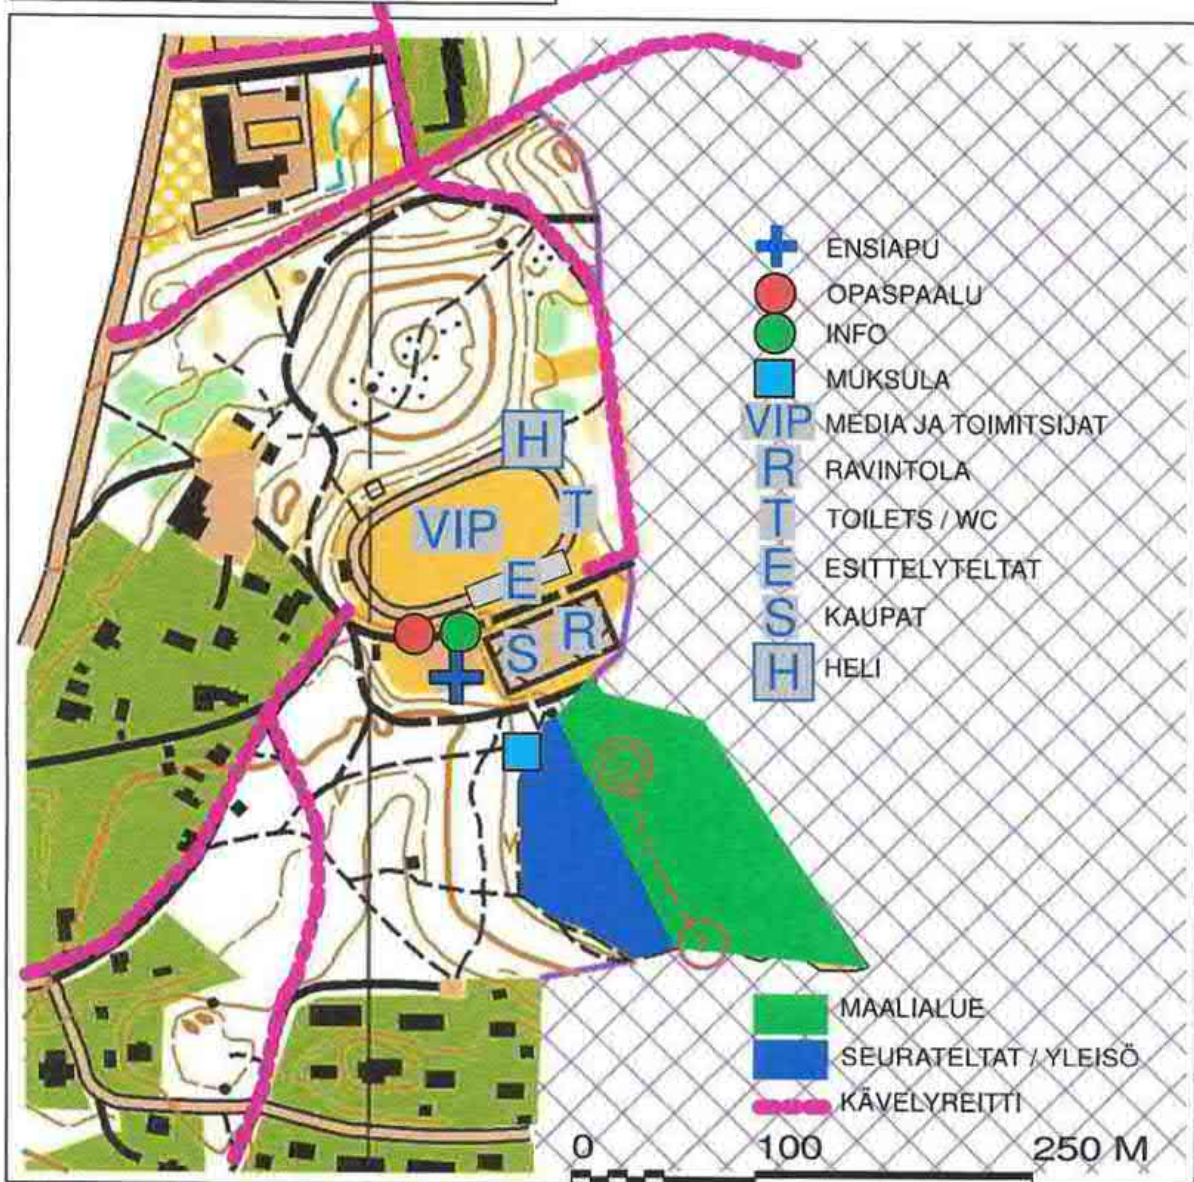 ENSIAPU
OPASPAALU
INFO
MUKSULA
VIP MEDIA JA TOIMITSIJAT
R RAVINTOLA
T TOILETS / WC
E ESITTELYTELTAT
S KAUPAT
H HELI
H
VIP
T
E
S
R
MAALIALUE
SEURATELTAT / YLEISÖ
KÄVELYREITTI
0 100 250 M